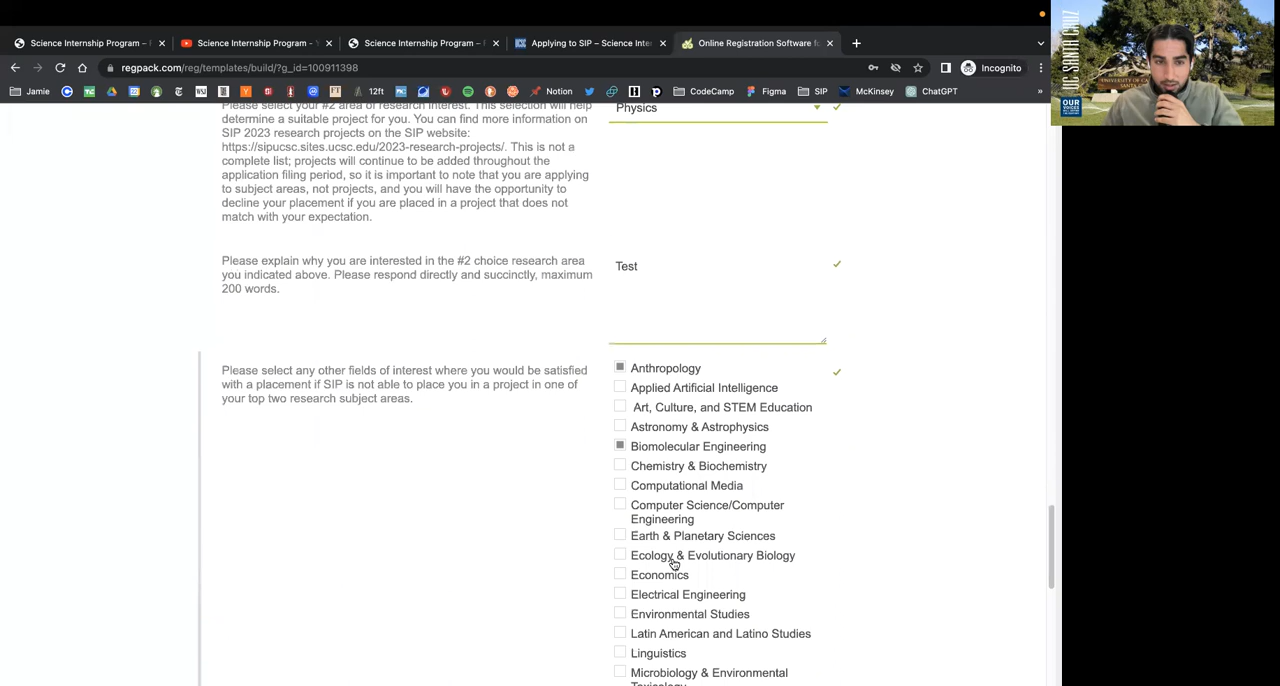 Science Internship Program –
Science Internship Program –
Science Internship Program –
Applying to SIP – Science Inte
Online Registration Software fo
regpack.com/reg/templates/build/?g_id=100911398
Incognito
Jamie
12ft
Notion
CodeCamp
Figma
SIP
McKinsey
ChatGPT
»
UC SANTA CRUZ
OUR
VOICES
Please select your #2 area of research interest. This selection will help
determine a suitable project for you. You can find more information on
SIP 2023 research projects on the SIP website:
https://sipucsc.sites.ucsc.edu/2023-research-projects/. This is not a
complete list; projects will continue to be added throughout the
application filing period, so it is important to note that you are applying
to subject areas, not projects, and you will have the opportunity to
decline your placement if you are placed in a project that does not
match with your expectation.
Physics
Please explain why you are interested in the #2 choice research area
you indicated above. Please respond directly and succinctly, maximum
200 words.
Test
Please select any other fields of interest where you would be satisfied
with a placement if SIP is not able to place you in a project in one of
your top two research subject areas.
Anthropology
Applied Artificial Intelligence
Art, Culture, and STEM Education
Astronomy & Astrophysics
Biomolecular Engineering
Chemistry & Biochemistry
Computational Media
Computer Science/Computer
Engineering
Earth & Planetary Sciences
Ecology & Evolutionary Biology
Economics
Electrical Engineering
Environmental Studies
Latin American and Latino Studies
Linguistics
Microbiology & Environmental
Toxicology